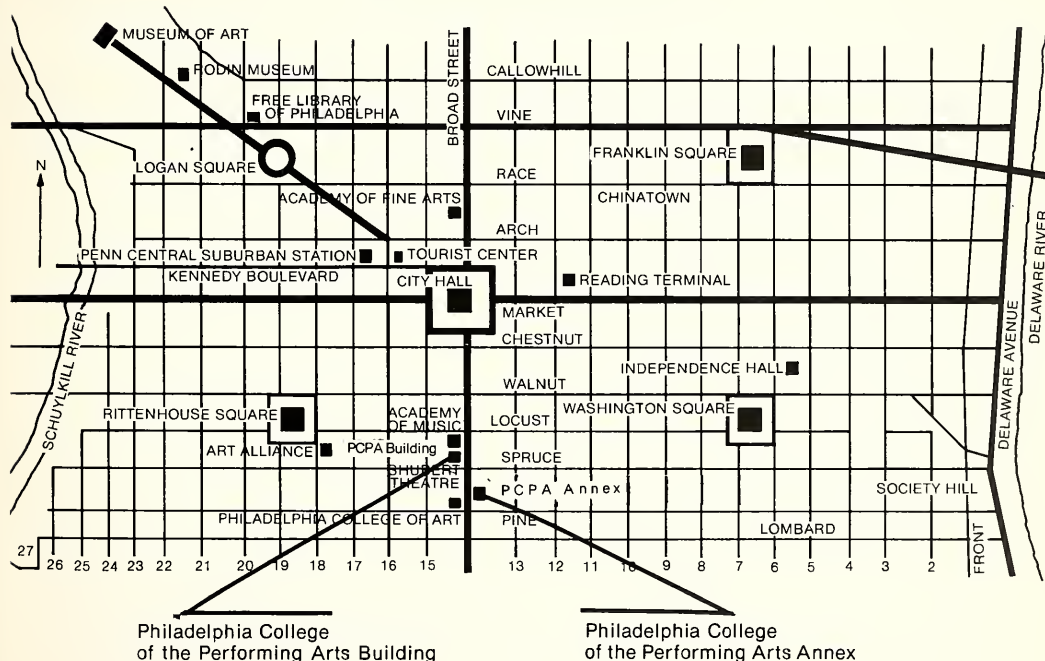 MUSEUM OF ART
RODIN MUSEUM
FREE LIBRARY
OF PHILADELPHIA
BROAD STREET
CALLOWHILL
VINE
LOGAN SQUARE
FRANKLIN SQUARE
N
RACE
CHINATOWN
ACADEMY OF FINE ARTS
ARCH
PENN CENTRAL SUBURBAN STATION
TOURIST CENTER
KENNEDY BOULEVARD
CITY HALL
READING TERMINAL
MARKET
CHESTNUT
SCHUYLKILL RIVER
DELAWARE AVENUE
DELAWARE RIVER
INDEPENDENCE HALL
WALNUT
RITTENHOUSE SQUARE
ACADEMY
OF MUSIC
LOCUST
WASHINGTON SQUARE
ART ALLIANCE
PCPA Building
SPRUCE
SHUBERT
THEATRE
PCPA Annex
SOCIETY HILL
PHILADELPHIA COLLEGE OF ART
PINE
LOMBARD
27
26 25 24 23 22 21 20 19 18 17 16 15 13 12 11 10 9 8 7 6 5 4 3 2
FRONT
Philadelphia College
of the Performing Arts Building
Philadelphia College
of the Performing Arts Annex